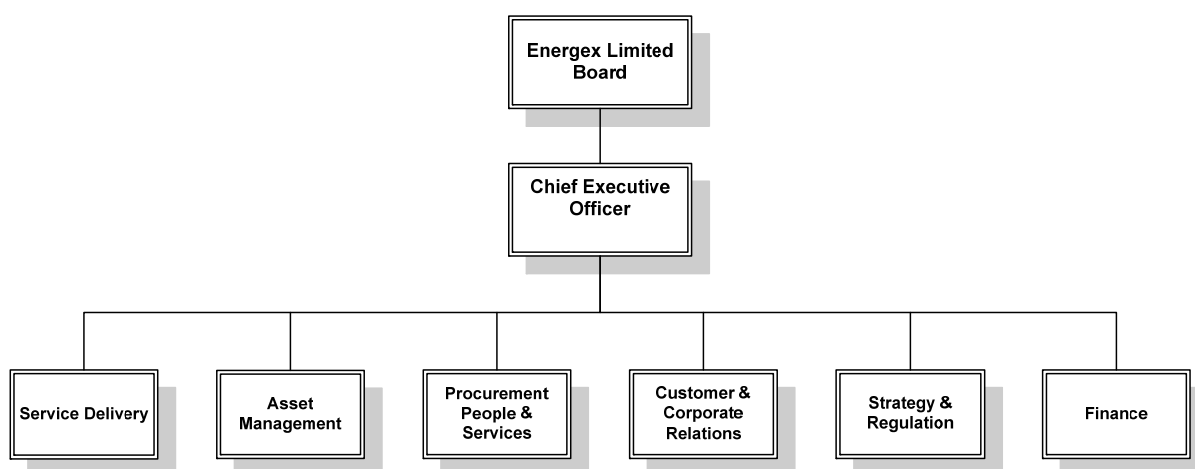 Energex Limited
Board
Chief Executive
Officer
Service Delivery
Asset
Management
Procurement
People &
Services
Customer &
Corporate
Relations
Strategy &
Regulation
Finance